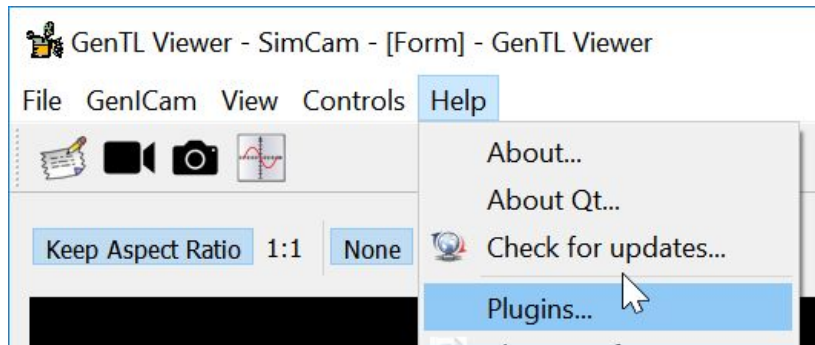 GenTL Viewer - SimCam - [Form] - GenTL Viewer
File GenICam View Controls Help
About...
About Qt...
Keep Aspect Ratio 1:1 None Check for updates...
Plugins...